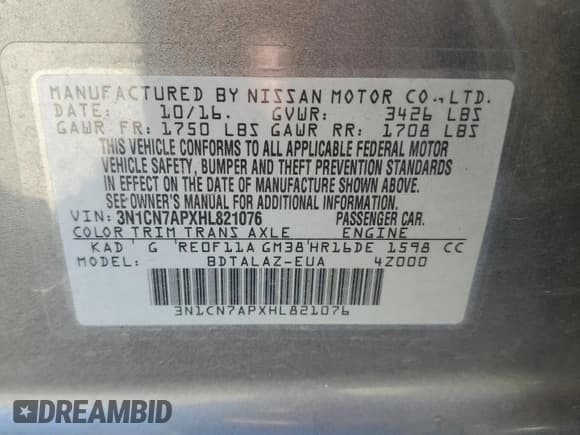 MANUFACTURED BY NISSAN MOTOR CO.,LTD.
DATE: 10/16. GVWR: 3426 LBS
GAWR FR: 1750 LBS GAWR RR: 1708 LBS
THIS VEHICLE CONFORMS TO ALL APPLICABLE FEDERAL MOTOR
VEHICLE SAFETY, BUMPER AND THEFT PREVENTION STANDARDS
IN EFFECT ON THE DATE OF MANUFACTURE SHOWN ABOVE.
SEE OWNER'S MANUAL FOR ADDITIONAL INFORMATION.
VIN: 3N1CN7APXHL821076 PASSENGER CAR.
COLOR TRIM TRANS AXLE ENGINE
KAD G RE0F11A GM38 HR16DE 1598 CC
MODEL: BDTALAZ-EUA 4Z000
3N1CN7APXHL821076
DREAMBID